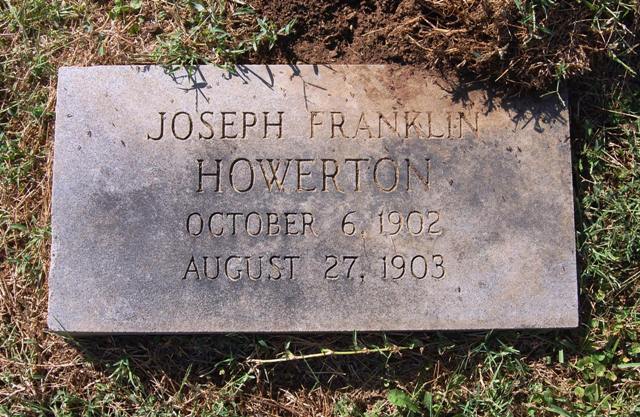 JOSEPH FRANKLIN
HOWERTON
OCTOBER 6, 1902
AUGUST 27, 1903